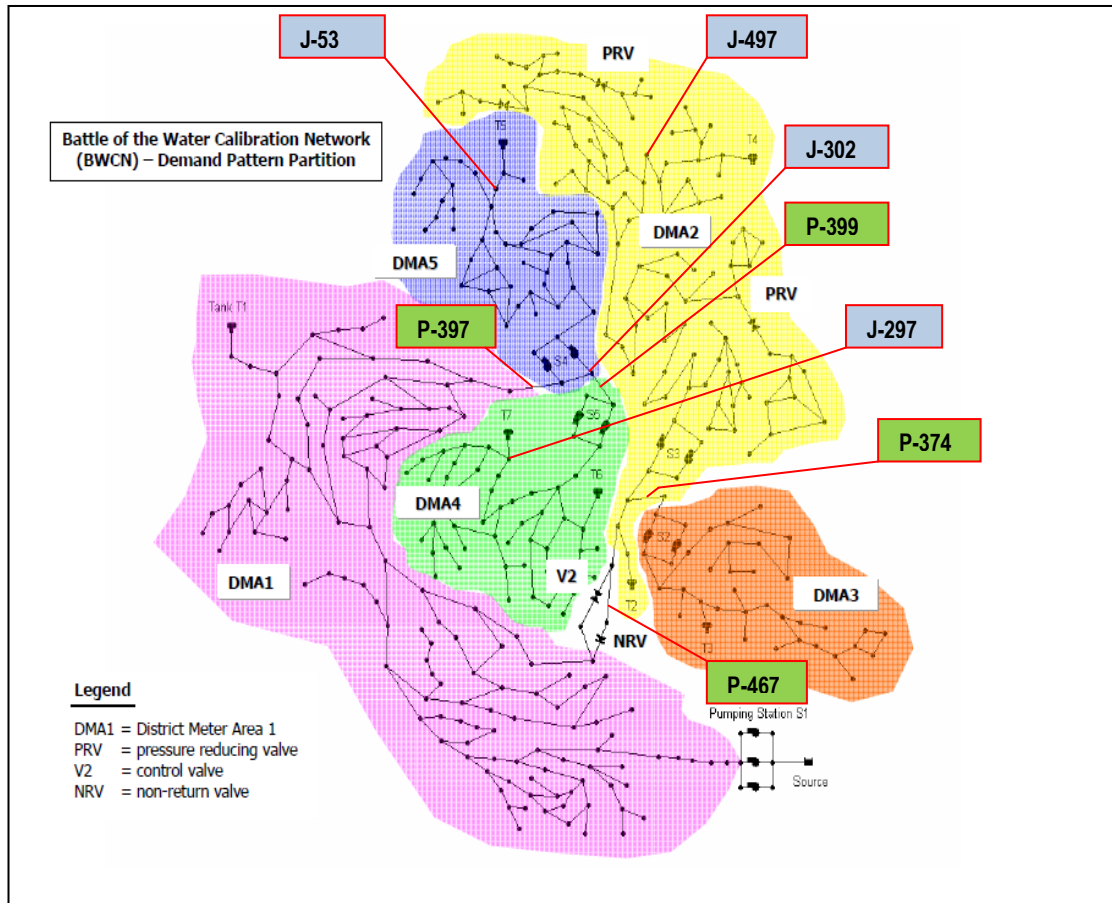 J-53
J-497
PRV
Battle of the Water Calibration Network
(BWCN) – Demand Pattern Partition
T5
T4
J-302
P-399
DMA2
DMA5
PRV
Tank T1
P-397
J-297
S4
T7
S5
P-374
S3
T6
DMA4
S2
V2
DMA1
T2
DMA3
NRV
T3
P-467
Legend
Pumping Station S1
DMA1 = District Meter Area 1
PRV = pressure reducing valve
V2 = control valve
NRV = non-return valve
Source